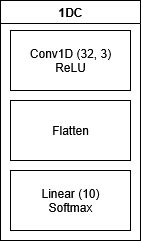 1DC
Conv1D (32, 3)
ReLU
Flatten
Linear (10)
Softmax